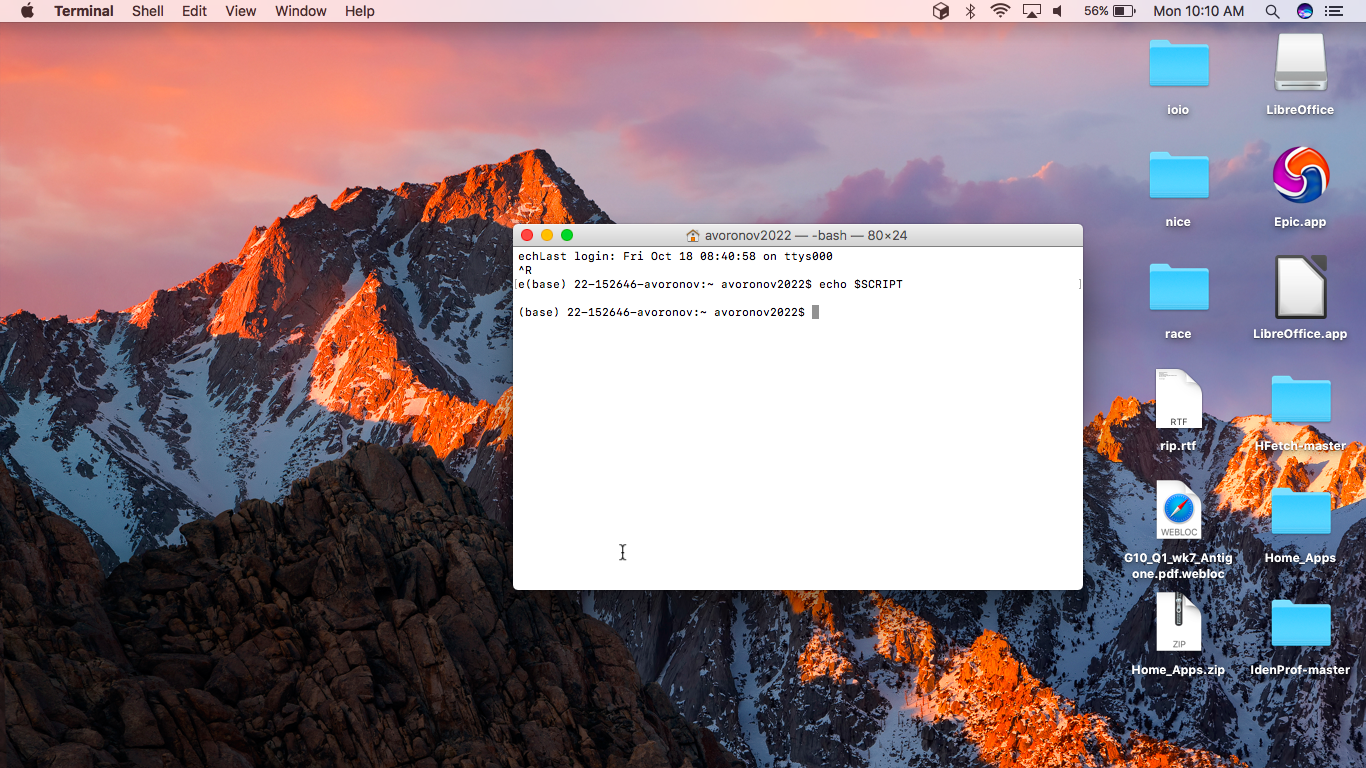 Terminal Shell Edit View Window Help 56% Mon 10:10 AM
avoronov2022 — -bash — 80×24
echLast login: Fri Oct 18 08:40:58 on ttys000
^R
[e(base) 22-152646-avoronov:~ avoronov2022$ echo $SCRIPT ]
(base) 22-152646-avoronov:~ avoronov2022$
ioio
LibreOffice
nice
Epic.app
race
LibreOffice.app
RTF
rip.rtf
HFetch-master
WEBLOC
G10_Q1_wk7_Antig
one.pdf.webloc
Home_Apps
ZIP
Home_Apps.zip
IdenProf-master